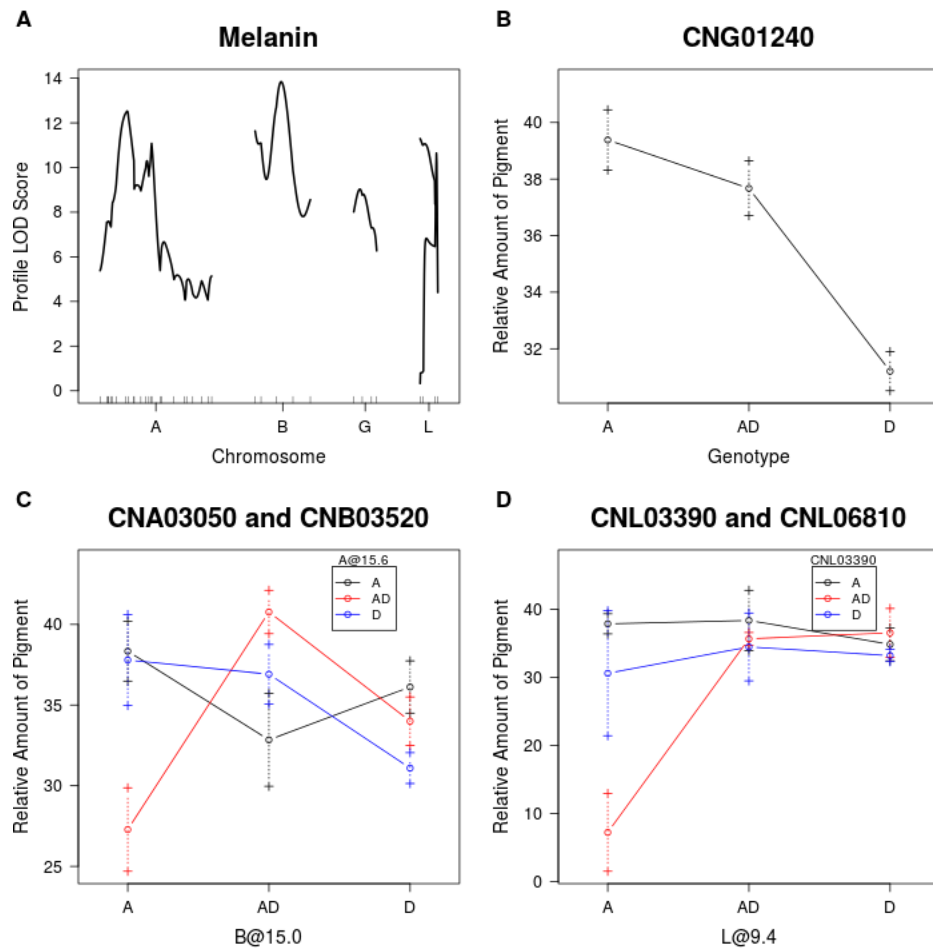 A
Melanin
Profile LOD Score
14
12
10
8
6
4
2
0
A B G L
Chromosome
B
CNG01240
Relative Amount of Pigment
40
38
36
34
32
A AD D
Genotype
C
CNA03050 and CNB03520
Relative Amount of Pigment
40
35
30
25
A@15.6
A
AD
D
A AD D
B@15.0
D
CNL03390 and CNL06810
Relative Amount of Pigment
40
30
20
10
0
CNL03390
A
AD
D
A AD D
L@9.4